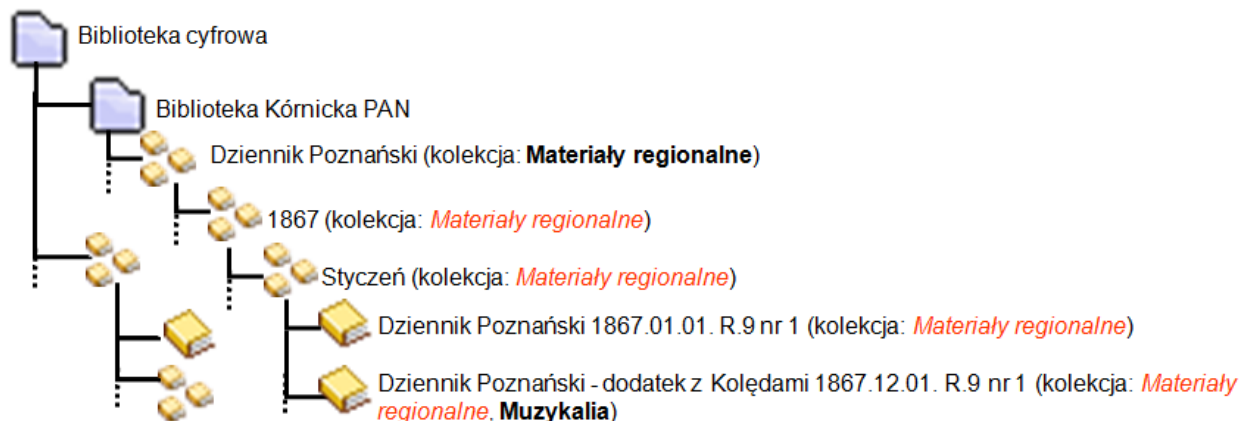 Biblioteka cyfrowa
Biblioteka Kórnicka PAN
Dziennik Poznański (kolekcja: Materiały regionalne)
1867 (kolekcja: Materiały regionalne)
Styczeń (kolekcja: Materiały regionalne)
Dziennik Poznański 1867.01.01. R.9 nr 1 (kolekcja: Materiały regionalne)
Dziennik Poznański - dodatek z Kolędami 1867.12.01. R.9 nr 1 (kolekcja: Materiały
regionalne, Muzykalia)